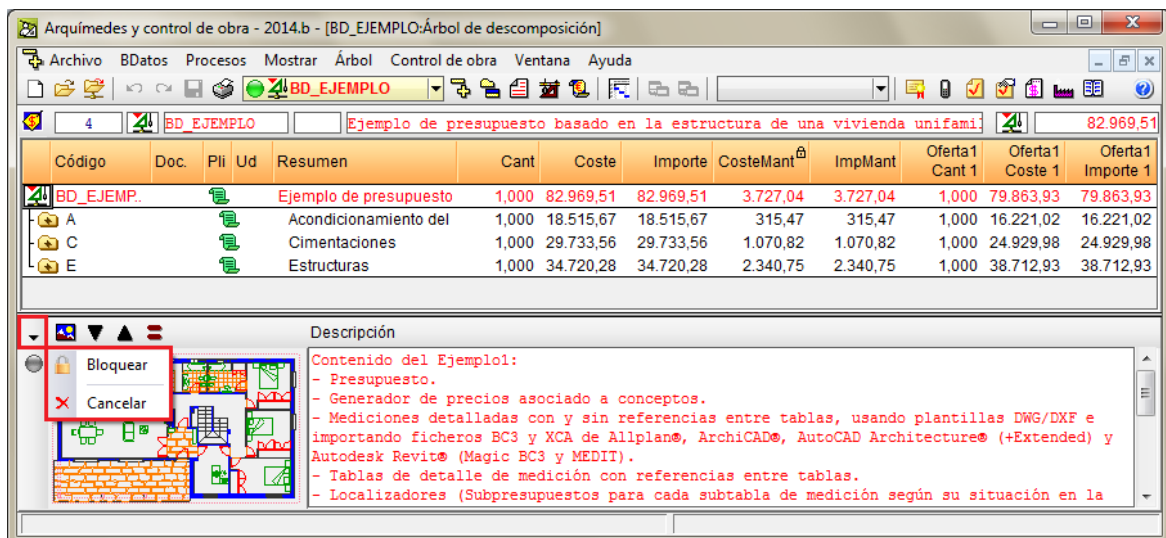 Arquímedes y control de obra - 2014.b - [BD_EJEMPLO:Árbol de descomposición]
Archivo BDatos Procesos Mostrar Árbol Control de obra Ventana Ayuda
BD_EJEMPLO
4 BD_EJEMPLO Ejemplo de presupuesto basado en la estructura de una vivienda unifami 82.969,51
Código Doc. Pli Ud Resumen Cant Coste Importe CosteMant ImpMant Oferta1 Cant 1 Oferta1 Coste 1 Oferta1 Importe 1
BD_EJEMP.. Ejemplo de presupuesto 1,000 82.969,51 82.969,51 3.727,04 3.727,04 1,000 79.863,93 79.863,93
A Acondicionamiento del 1,000 18.515,67 18.515,67 315,47 315,47 1,000 16.221,02 16.221,02
C Cimentaciones 1,000 29.733,56 29.733,56 1.070,82 1.070,82 1,000 24.929,98 24.929,98
E Estructuras 1,000 34.720,28 34.720,28 2.340,75 2.340,75 1,000 38.712,93 38.712,93
Descripción
Bloquear
Cancelar
Contenido del Ejemplo1:
- Presupuesto.
- Generador de precios asociado a conceptos.
- Mediciones detalladas con y sin referencias entre tablas, usando plantillas DWG/DXF e
importando ficheros BC3 y XCA de Allplan®, ArchiCAD®, AutoCAD Architecture® (+Extended) y
Autodesk Revit® (Magic BC3 y MEDIT).
- Tablas de detalle de medición con referencias entre tablas.
- Localizadores (Subpresupuestos para cada subtabla de medición según su situación en la